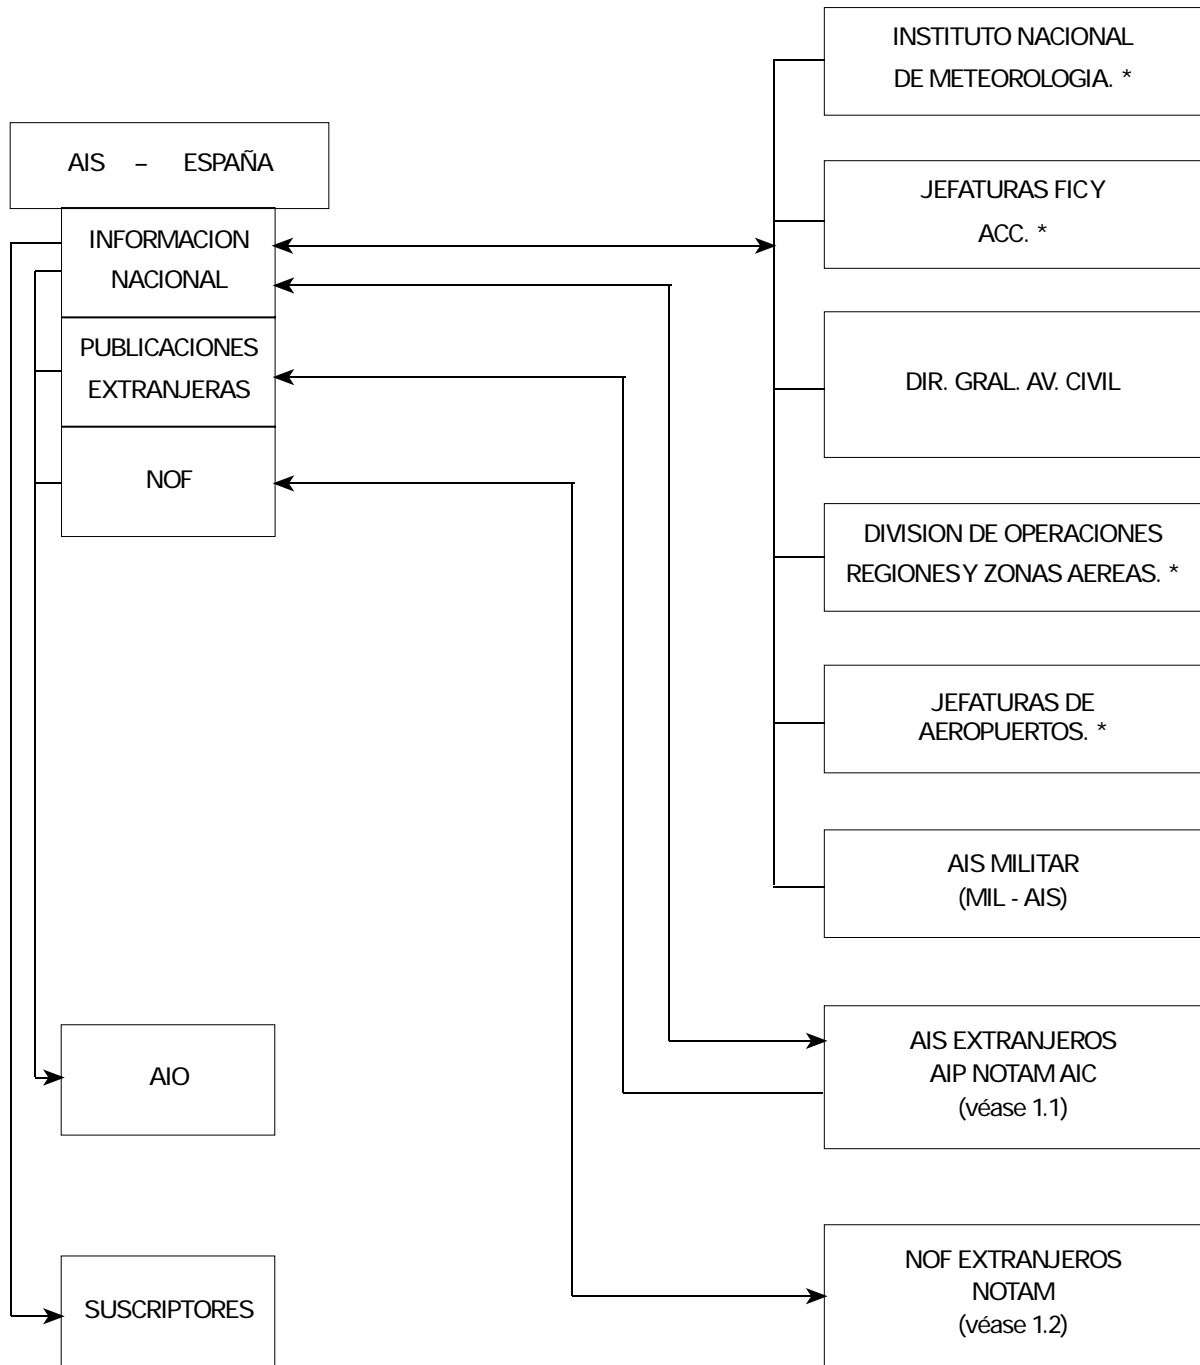 AIS – ESPAÑA
INFORMACION
NACIONAL
PUBLICACIONES
EXTRANJERAS
NOF
AIO
SUSCRIPTORES
INSTITUTO NACIONAL
DE METEOROLOGIA. *
JEFATURAS FIC Y
ACC. *
DIR. GRAL. AV. CIVIL
DIVISION DE OPERACIONES
REGIONES Y ZONAS AEREAS. *
JEFATURAS DE
AEROPUERTOS. *
AIS MILITAR
(MIL - AIS)
AIS EXTRANJEROS
AIP NOTAM AIC
(véase 1.1)
NOF EXTRANJEROS
NOTAM
(véase 1.2)